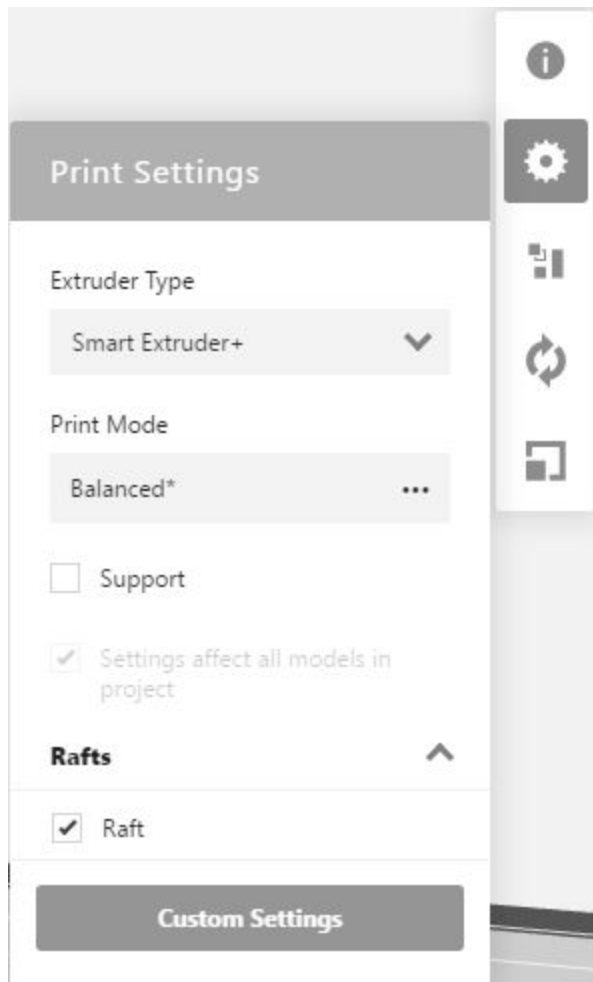 Print Settings
Extruder Type
Smart Extruder+
Print Mode
Balanced*
Support
Settings affect all models in
project
Rafts
Raft
Custom Settings